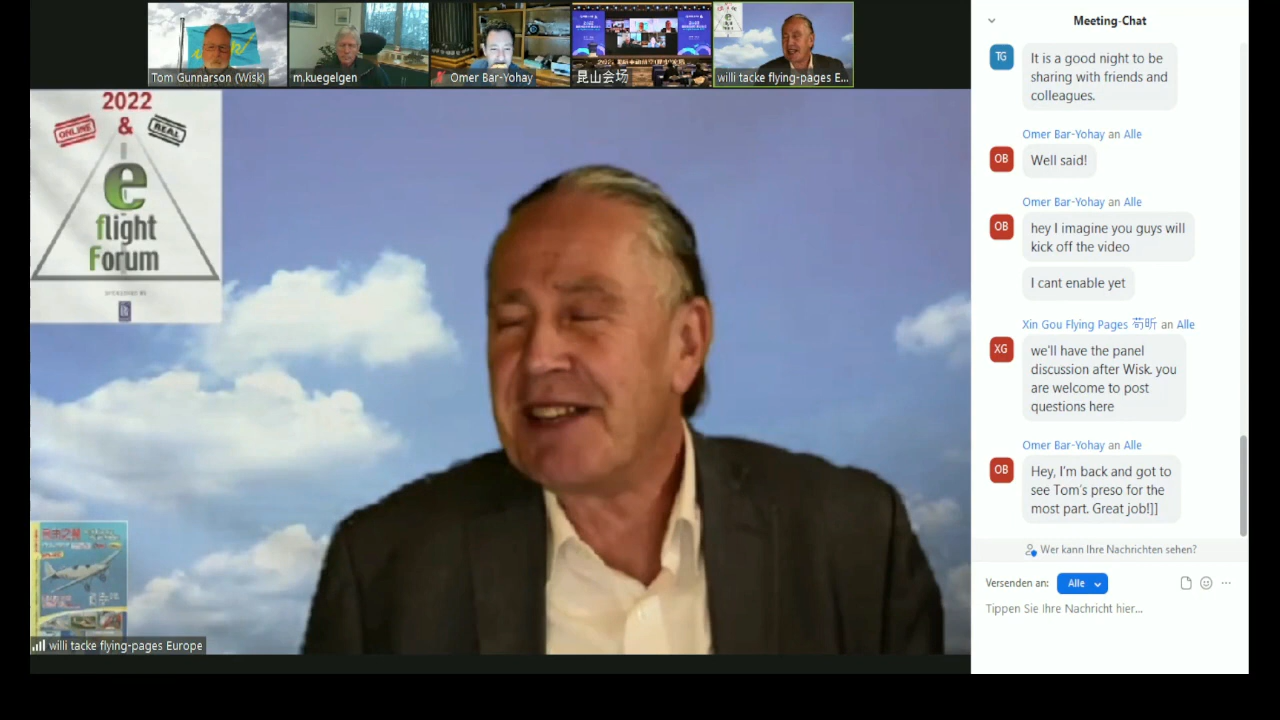 Tom Gunnarson (Wisk)
m.kuegelgen
Omer Bar-Yohay
昆山会场
willi tacke flying-pages E...
2022
&
ONLINE
REAL
e
flight
Forum
SPONSORED BY
willi tacke flying-pages Europe
Meeting-Chat
TG
It is a good night to be
sharing with friends and
colleagues.
Omer Bar-Yohay an Alle
OB
Well said!
Omer Bar-Yohay an Alle
OB
hey I imagine you guys will
kick off the video
I cant enable yet
Xin Gou Flying Pages 苟昕 an Alle
XG
we'll have the panel
discussion after Wisk. you
are welcome to post
questions here
Omer Bar-Yohay an Alle
OB
Hey, I'm back and got to
see Tom's preso for the
most part. Great job!]]
Wer kann Ihre Nachrichten sehen?
Versenden an: Alle
Tippen Sie Ihre Nachricht hier...